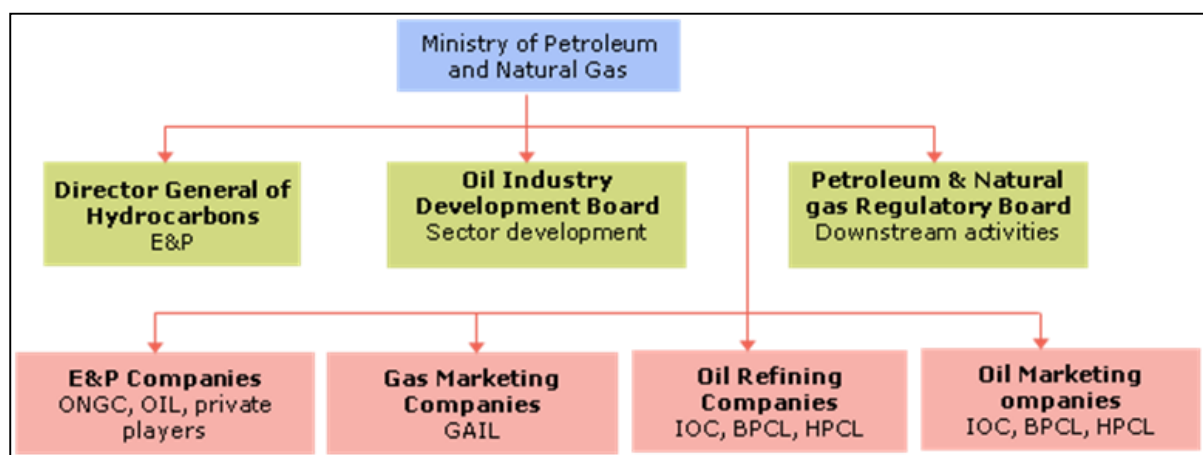 Ministry of Petroleum
and Natural Gas
Director General of
Hydrocarbons
E&P
Oil Industry
Development Board
Sector development
Petroleum & Natural
gas Regulatory Board
Downstream activities
E&P Companies
ONGC, OIL, private
players
Gas Marketing
Companies
GAIL
Oil Refining
Companies
IOC, BPCL, HPCL
Oil Marketing
ompanies
IOC, BPCL, HPCL